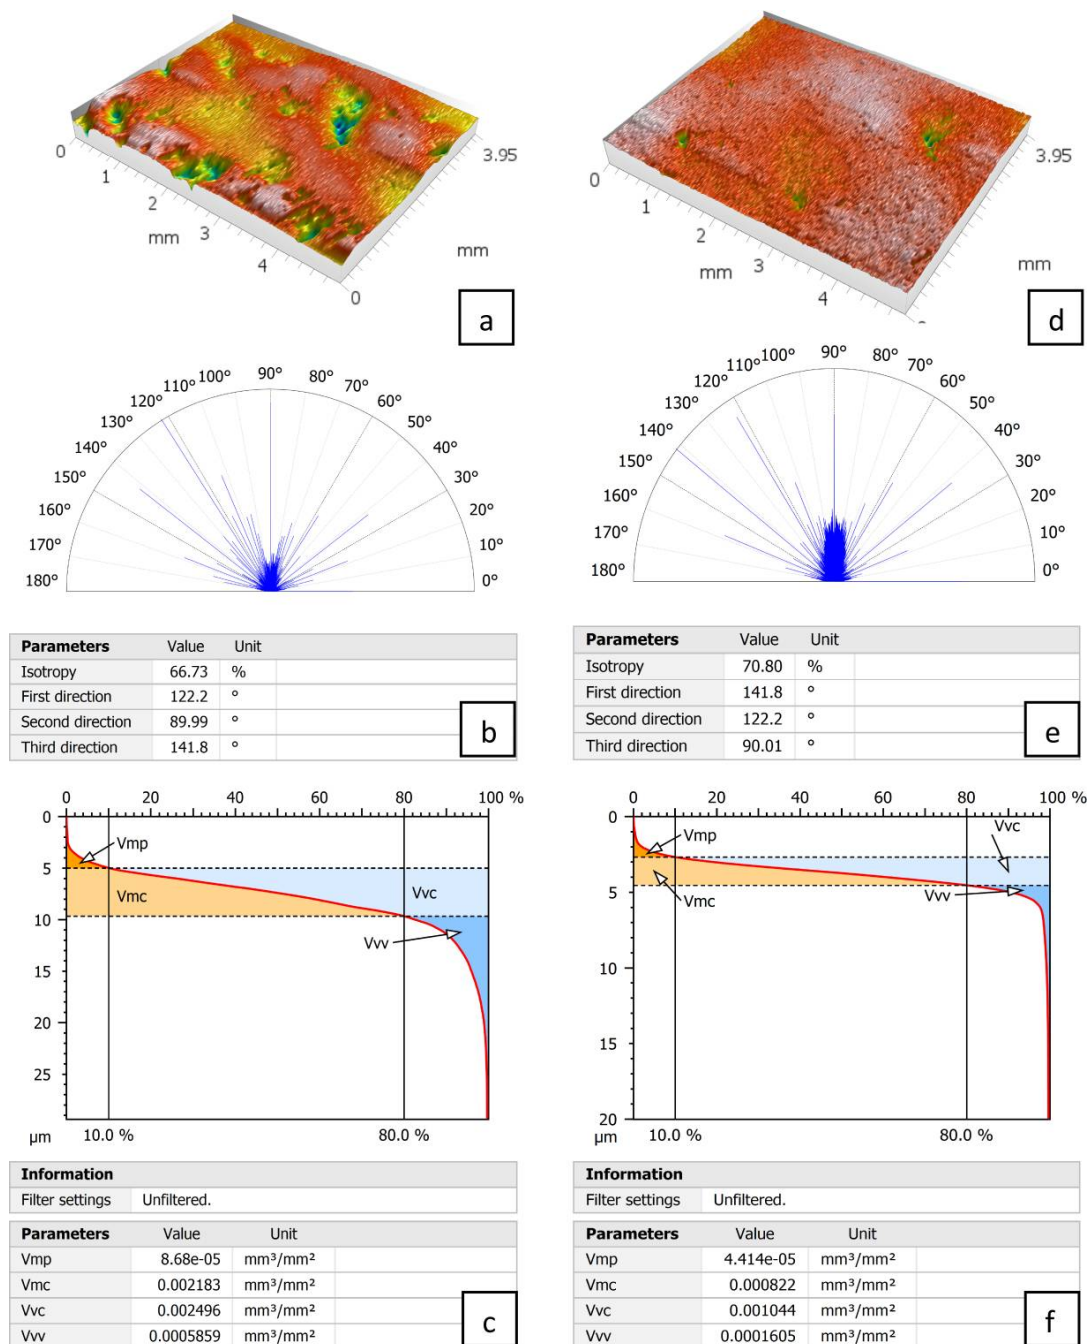 0
1
2
mm
3
4
0
3.95
mm
a
0
1
2
mm
3
4
3.95
mm
d
180° 170° 160° 150° 140° 130° 120° 110° 100° 90° 80° 70° 60° 50° 40° 30° 20° 10° 0°
180° 170° 160° 150° 140° 130° 120° 110° 100° 90° 80° 70° 60° 50° 40° 30° 20° 10° 0°
Parameters Value Unit
Isotropy 66.73 %
First direction 122.2 °
Second direction 89.99 °
Third direction 141.8 °
b
Parameters Value Unit
Isotropy 70.80 %
First direction 141.8 °
Second direction 122.2 °
Third direction 90.01 °
e
0 20 40 60 80 100 %
0
5
10
15
20
25
µm
Vmp
Vmc
Vvc
Vvv
10.0 % 80.0 %
0 20 40 60 80 100 %
0
5
10
15
20
µm
Vmp
Vvc
Vmc
Vvv
10.0 % 80.0 %
Information
Filter settings Unfiltered.
Parameters Value Unit
Vmp 8.68e-05 mm³/mm²
Vmc 0.002183 mm³/mm²
Vvc 0.002496 mm³/mm²
Vvv 0.0005859 mm³/mm²
c
Information
Filter settings Unfiltered.
Parameters Value Unit
Vmp 4.414e-05 mm³/mm²
Vmc 0.000822 mm³/mm²
Vvc 0.001044 mm³/mm²
Vvv 0.0001605 mm³/mm²
f